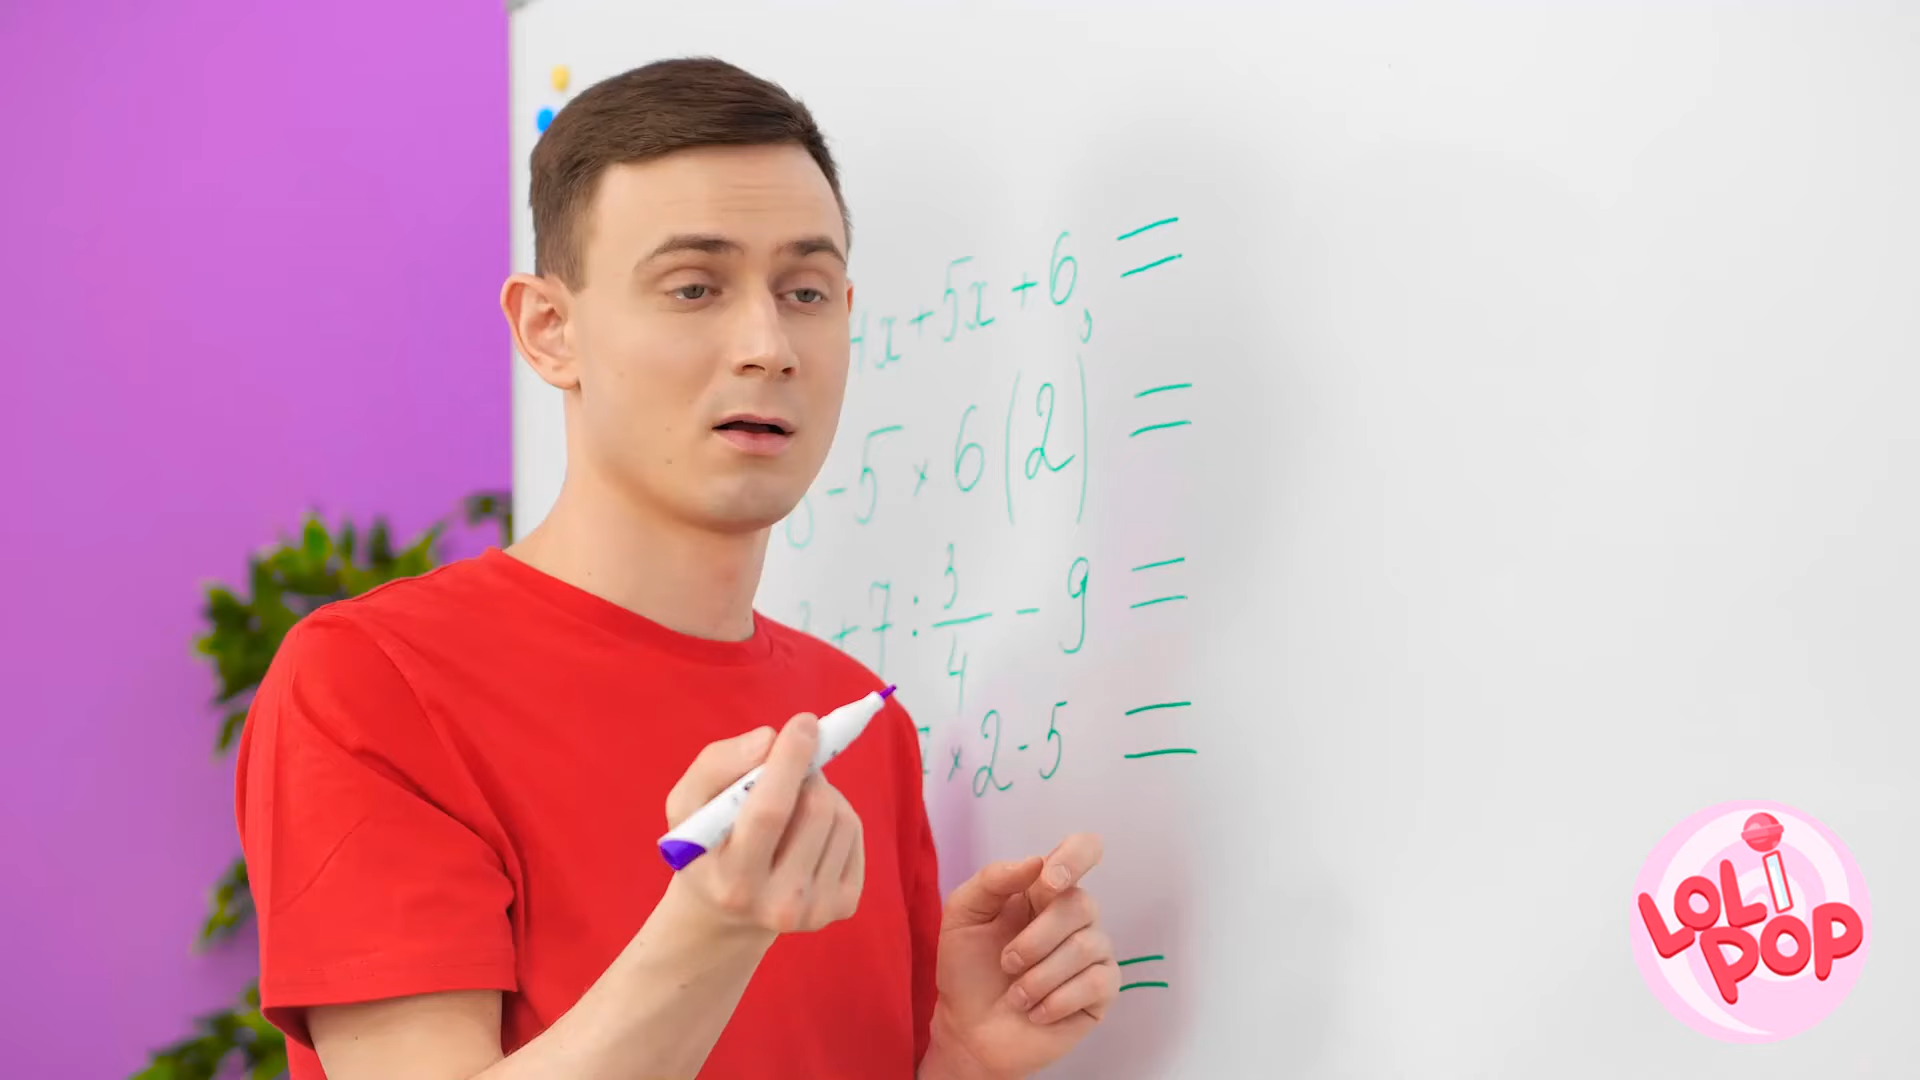 4x+5x+6, =
-5×6(2) =
+7:3/4-9 =
×2-5 =
=
LOLIPOP